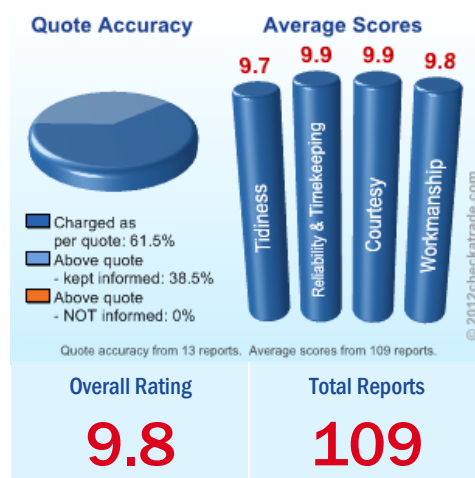 Quote Accuracy
Charged as
per quote: 61.5%
Above quote
- kept informed: 38.5%
Above quote
- NOT informed: 0%
Average Scores
9.7
9.9
9.9
9.8
Tidiness
Reliability & Timekeeping
Courtesy
Workmanship
© 2012checkatrade.com
Quote accuracy from 13 reports. Average scores from 109 reports.
Overall Rating
9.8
Total Reports
109